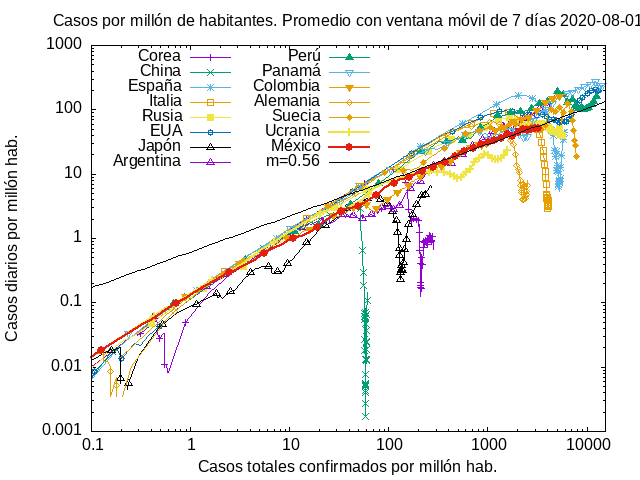 Casos por millón de habitantes. Promedio con ventana móvil de 7 días 2020-08-01
Casos diarios por millón hab.
1000
100
10
1
0.1
0.01
0.001
Corea Perú
China Panamá
España Colombia
Italia Alemania
Rusia Suecia
EUA Ucrania
Japón México
Argentina m=0.56
0.1 1 10 100 1000 10000
Casos totales confirmados por millón hab.